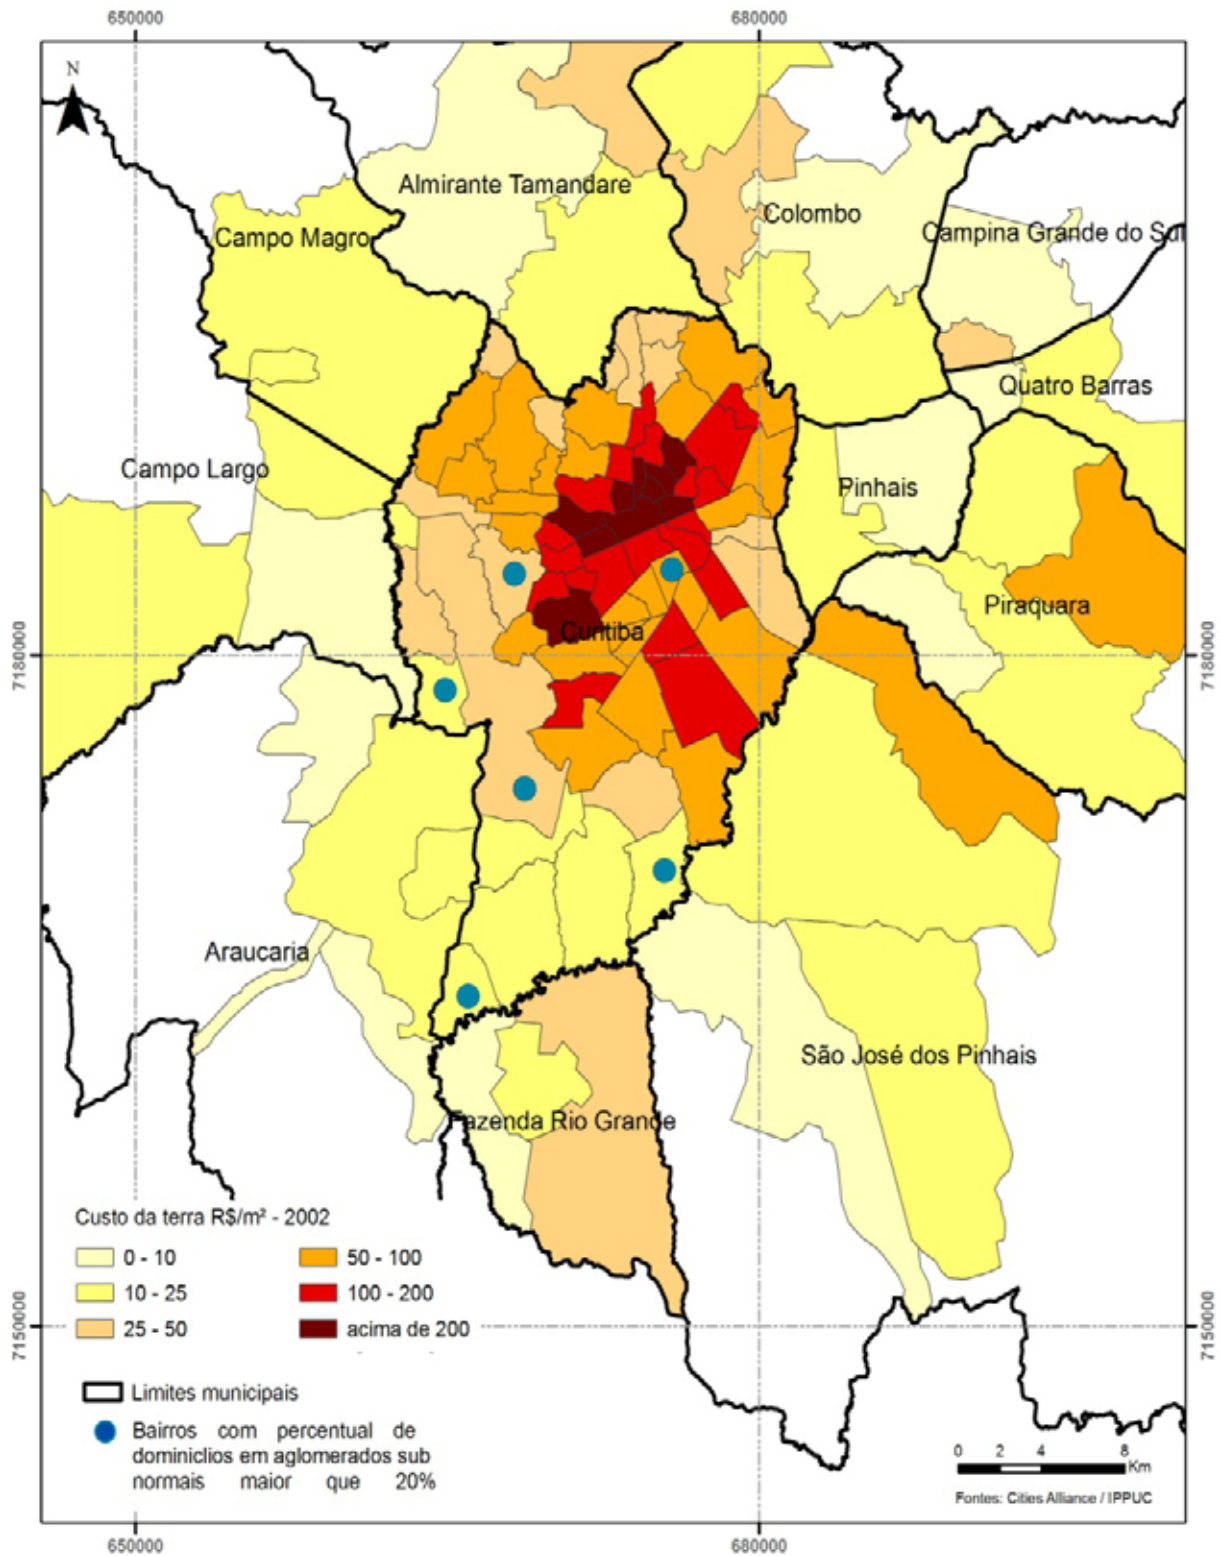 650000
680000
N
Almirante Tamandare
Colombo
Campo Magro
Campina Grande do Sul
Quatro Barras
Campo Largo
Pinhais
Piraquara
Curitiba
7180000
7180000
Araucaria
São José dos Pinhais
Fazenda Rio Grande
Custo da terra R$/m² - 2002
0 - 10
50 - 100
10 - 25
100 - 200
25 - 50
acima de 200
7150000
7150000
Limites municipais
Bairros com percentual de
dominiclios em aglomerados sub
normais maior que 20%
0 2 4 8
Km
Fontes: Cities Alliance / IPPUC
650000
680000